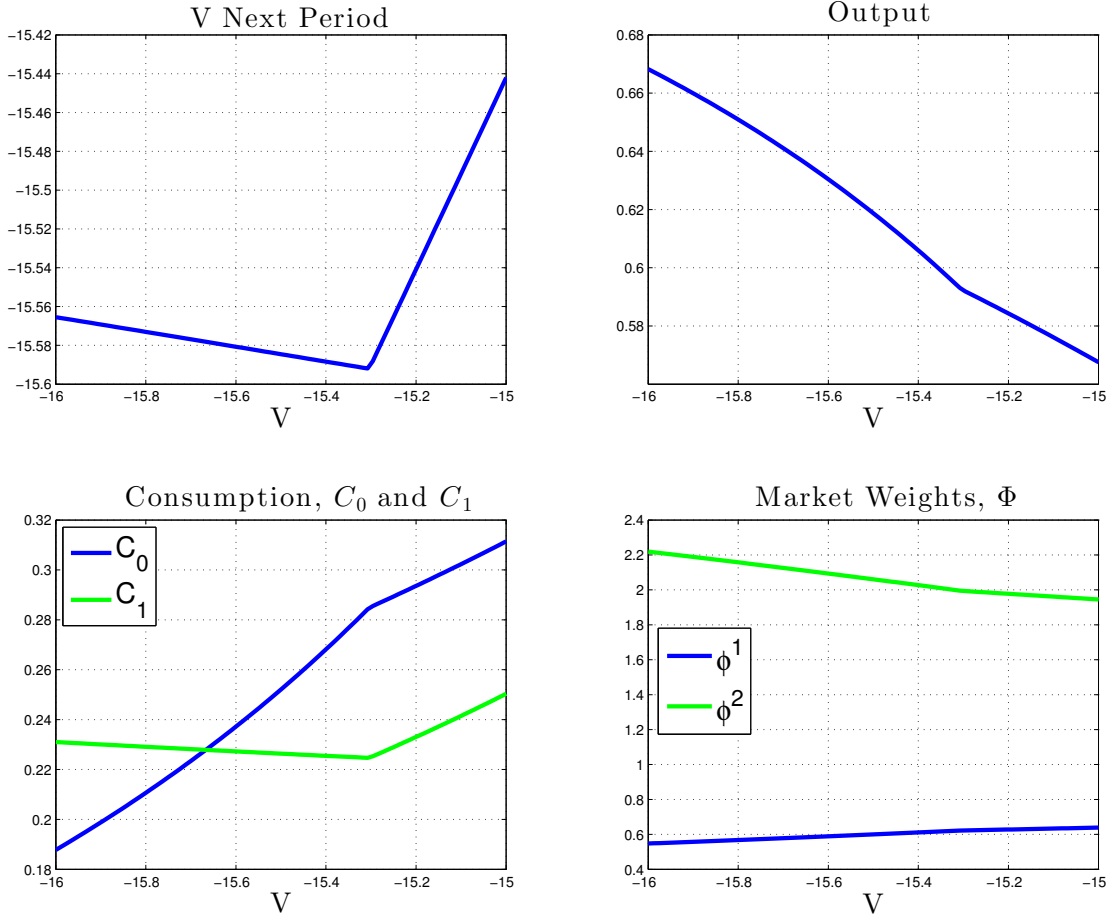 V Next Period
−15.42
−15.44
−15.46
−15.48
−15.5
−15.52
−15.54
−15.56
−15.58
−15.6
−16 −15.8 −15.6 −15.4 −15.2 −15
V
Output
0.68
0.66
0.64
0.62
0.6
0.58
−16 −15.8 −15.6 −15.4 −15.2 −15
V
Consumption, C₀ and C₁
0.32
0.3
0.28
0.26
0.24
0.22
0.2
0.18
C₀
C₁
−16 −15.8 −15.6 −15.4 −15.2 −15
V
Market Weights, Φ
2.4
2.2
2
1.8
1.6
1.4
1.2
1
0.8
0.6
0.4
ϕ¹
ϕ²
−16 −15.8 −15.6 −15.4 −15.2 −15
V